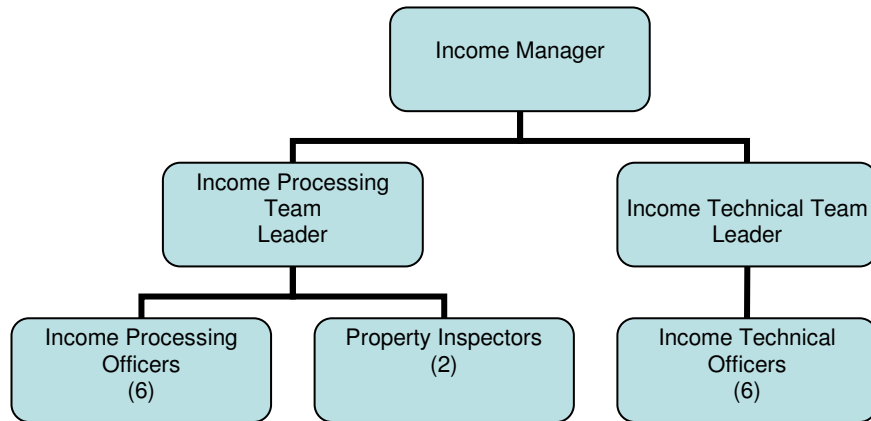 Income Manager
Income Processing
Team
Leader
Income Technical Team
Leader
Income Processing
Officers
(6)
Property Inspectors
(2)
Income Technical
Officers
(6)